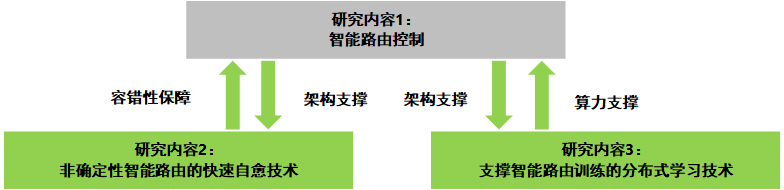 研究内容1：
智能路由控制
容错性保障
架构支撑
架构支撑
算力支撑
研究内容2：
非确定性智能路由的快速自愈技术
研究内容3：
支撑智能路由训练的分布式学习技术